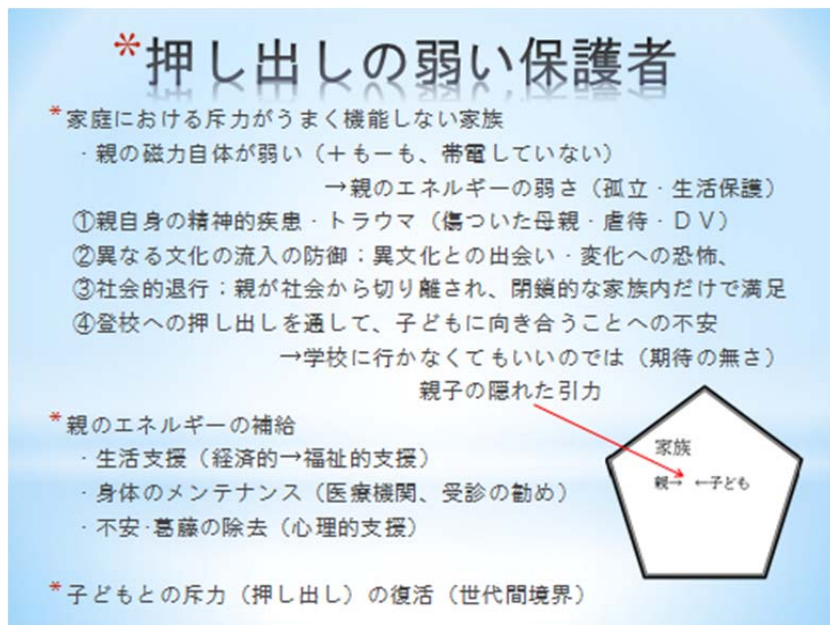 *押し出しの弱い保護者
*家庭における斥力がうまく機能しない家族
・親の磁力自体が弱い（＋もーも、帯電していない）
→親のエネルギーの弱さ（孤立・生活保護）
①親自身の精神的疾患・トラウマ（傷ついた母親・虐待・ＤＶ）
②異なる文化の流入の防御；異文化との出会い・変化への恐怖、
③社会的退行；親が社会から切り離され、閉鎖的な家族内だけで満足
④登校への押し出しを通して、子どもに向き合うことへの不安
→学校に行かなくてもいいのでは（期待の無さ）
親子の隠れた引力
*親のエネルギーの補給
・生活支援（経済的→福祉的支援）
・身体のメンテナンス（医療機関、受診の勧め）
・不安・葛藤の除去（心理的支援）
家族
親→ ←子ども
*子どもとの斥力（押し出し）の復活（世代間境界）